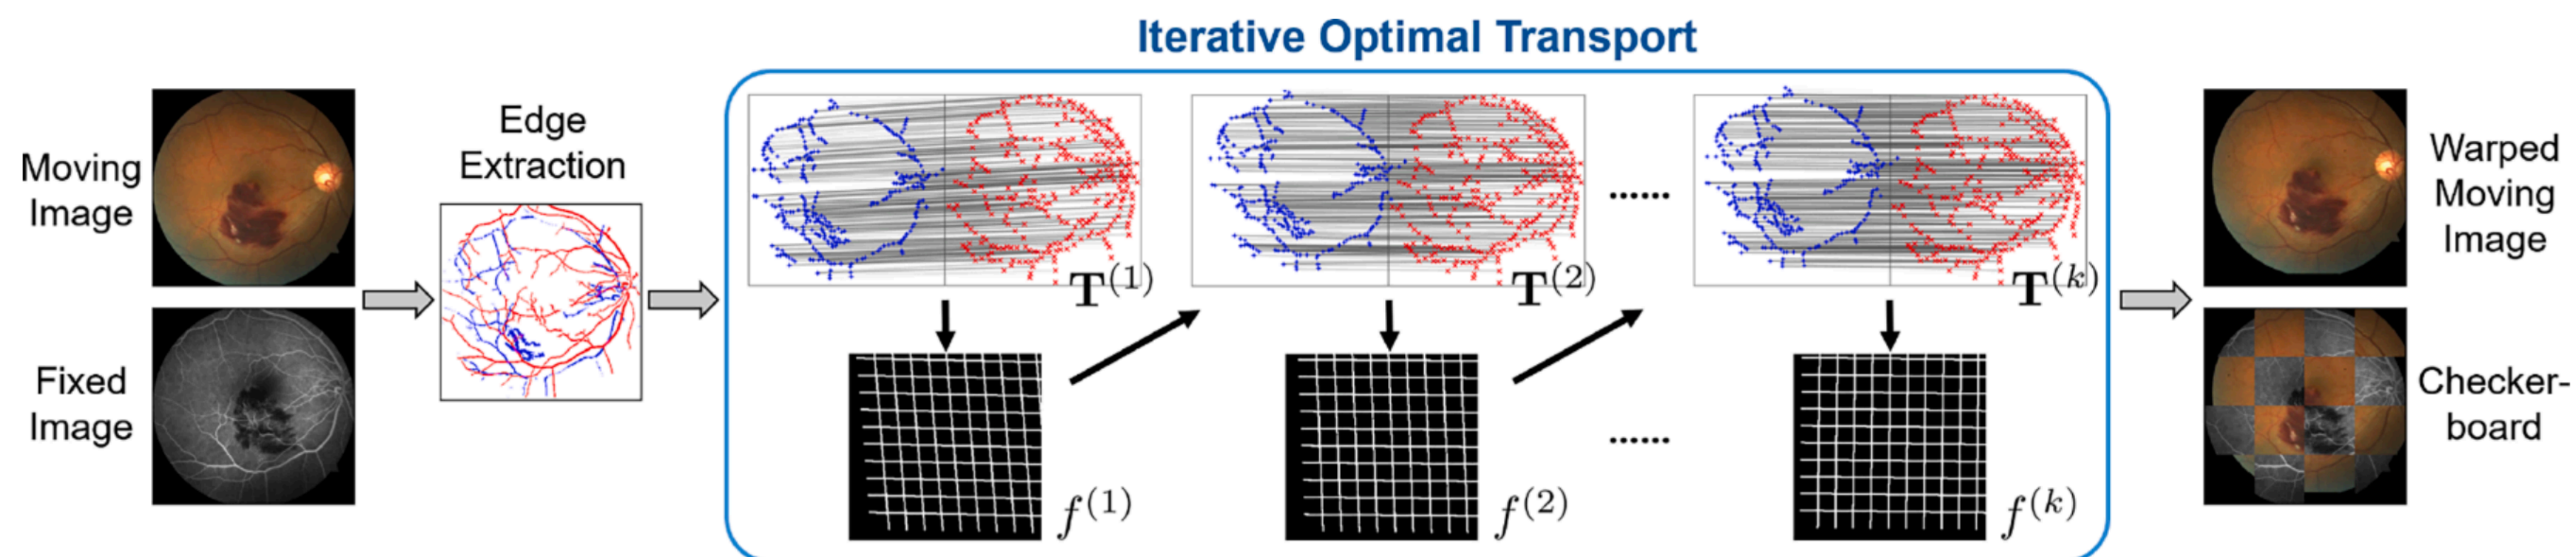 Iterative Optimal Transport
Moving
Image
Fixed
Image
Edge
Extraction
T(1)
T(2)
......
T(k)
f(1)
f(2)
......
f(k)
Warped
Moving
Image
Checker-
board